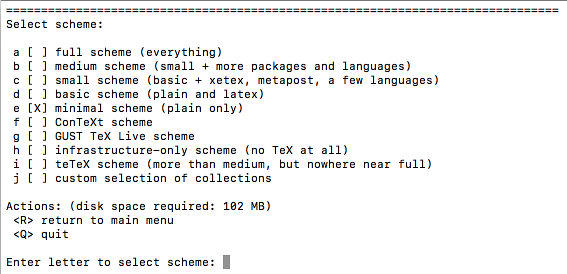 ===============================================================================
Select scheme:
a [ ] full scheme (everything)
b [ ] medium scheme (small + more packages and languages)
c [ ] small scheme (basic + xetex, metapost, a few languages)
d [ ] basic scheme (plain and latex)
e [X] minimal scheme (plain only)
f [ ] ConTeXt scheme
g [ ] GUST TeX Live scheme
h [ ] infrastructure-only scheme (no TeX at all)
i [ ] teTeX scheme (more than medium, but nowhere near full)
j [ ] custom selection of collections
Actions: (disk space required: 102 MB)
<R> return to main menu
<Q> quit
Enter letter to select scheme: